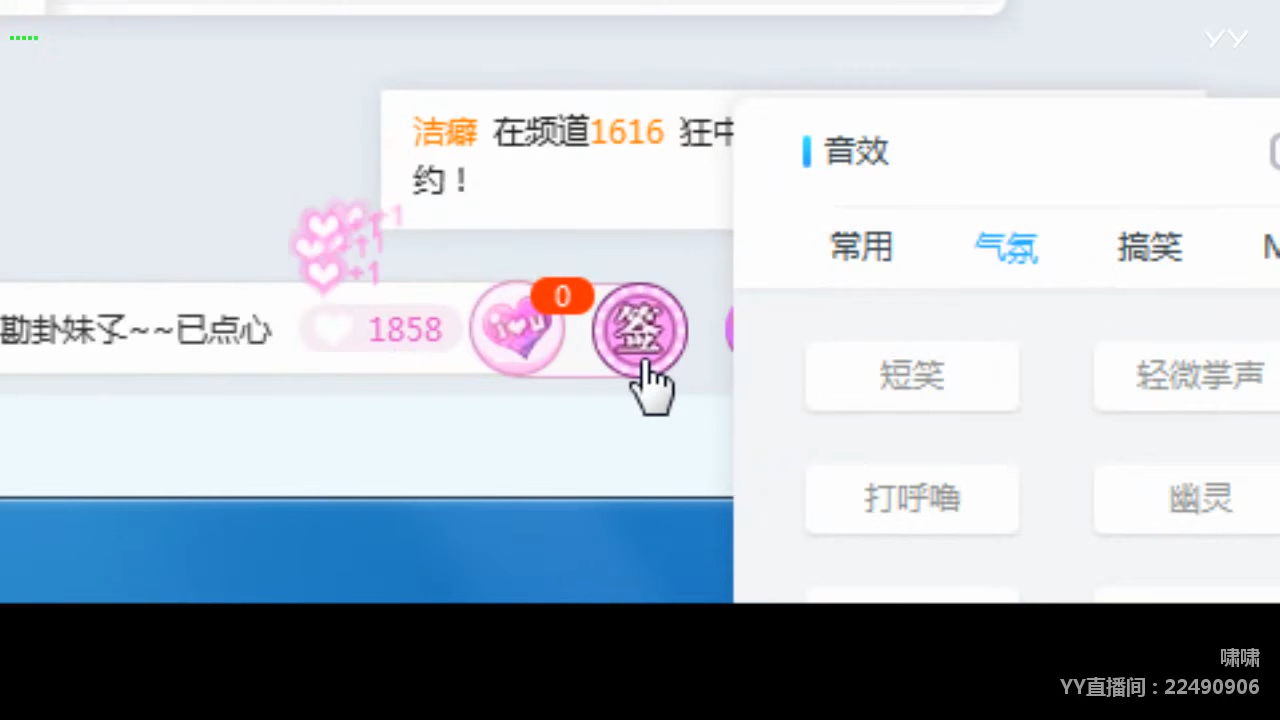 YY
洁癖 在频道1616 狂中
约！
音效
常用 气氛 搞笑
+1
+1
+1
勘卦妹孓~~已点心 1858
i❤u
0
签
短笑 轻微掌声
打呼噜 幽灵
啸啸
YY直播间：22490906